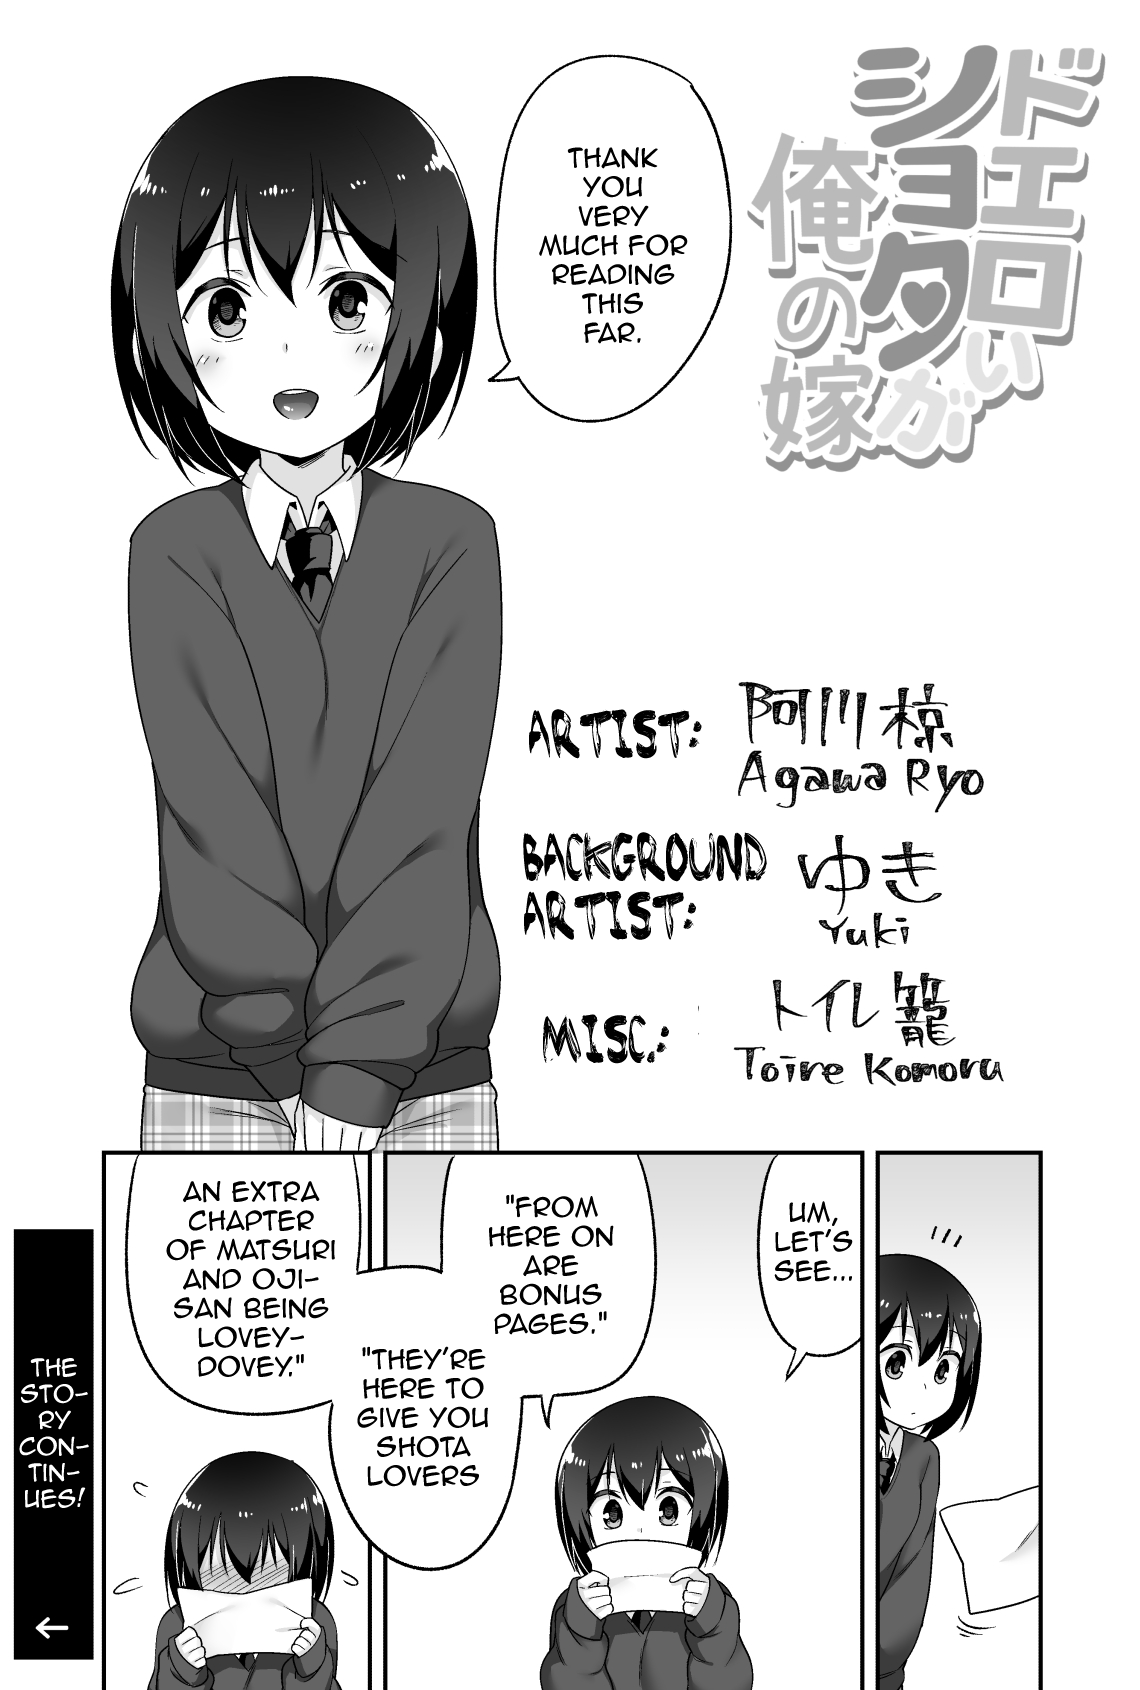 ドエロい
ショタが
俺の嫁
THANK
YOU
VERY
MUCH FOR
READING
THIS
FAR.
ARTIST:
阿川椋
Agawa Ryo
BACKGROUND
ARTIST:
ゆき
Yuki
MISC.:
トイレ籠
Toire Komoru
UM,
LET'S
SEE...
"FROM
HERE ON
ARE
BONUS
PAGES."
"THEY'RE
HERE TO
GIVE YOU
SHOTA
LOVERS
AN EXTRA
CHAPTER
OF MATSURI
AND OJI-
SAN BEING
LOVEY-
DOVEY."
THE
STO-
RY
CON-
TIN-
UES!
←